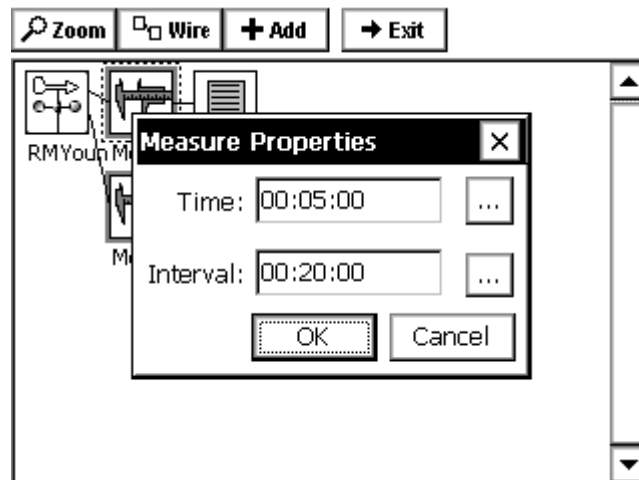 Zoom Wire Add Exit
RMYoun
Measure Properties
Time: 00:05:00 ...
Interval: 00:20:00 ...
OK Cancel